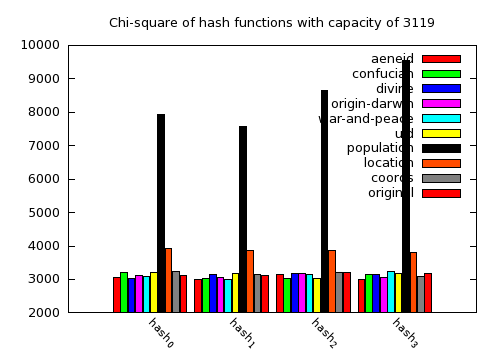 Chi-square of hash functions with capacity of 3119
10000
9000
8000
7000
6000
5000
4000
3000
2000
aeneid
confucian
divine
origin-darwin
war-and-peace
population
location
coords
original
hash0
hash1
hash2
hash3